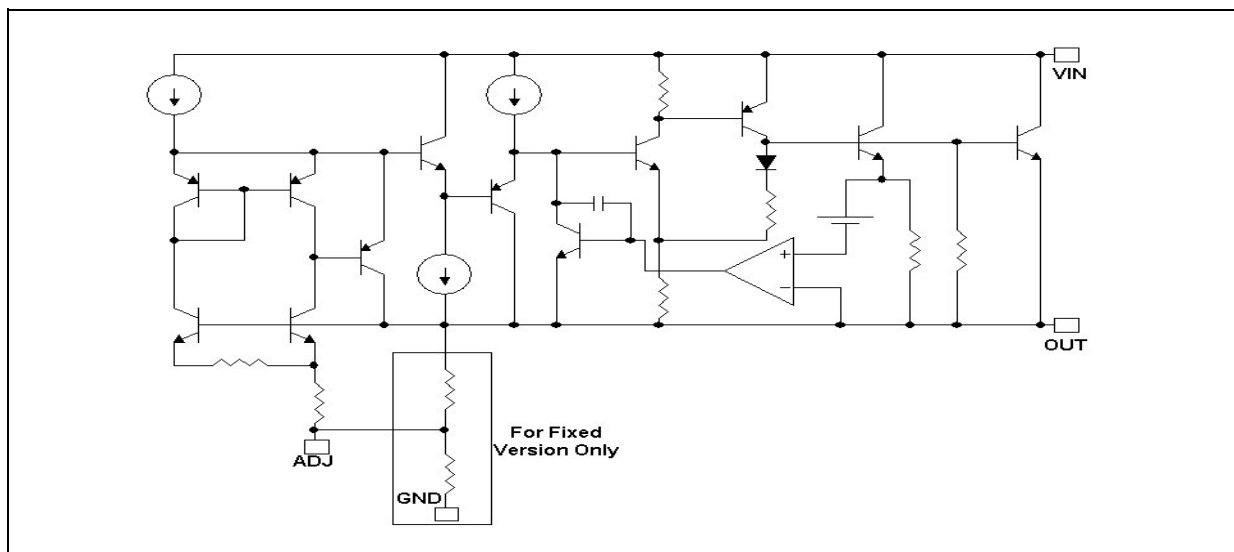 VIN
+
−
OUT
For Fixed
Version Only
ADJ
GND